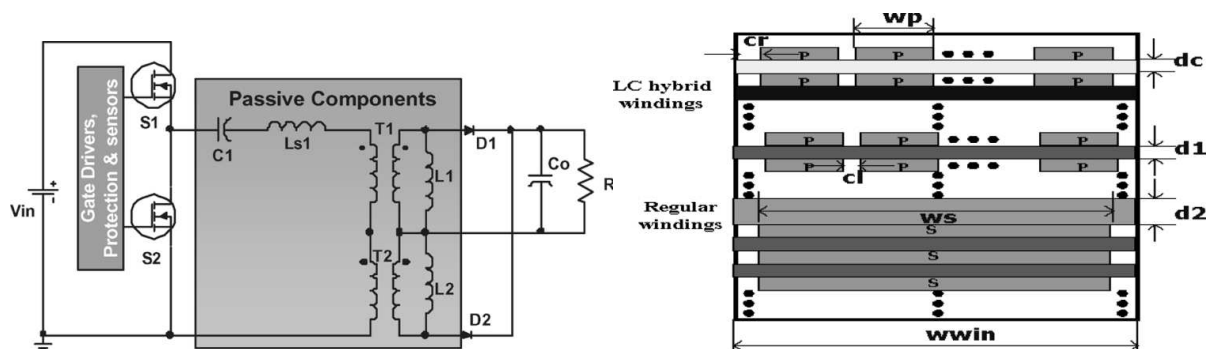 Gate Drivers,
Protection & sensors
Vin
S1
S2
Passive Components
C1
Ls1
T1
T2
L1
L2
D1
D2
Co
R
wp
cr
P
P
P
dc
LC hybrid
windings
P
P
P
P
P
P
d1
P
P
P
cl
Regular
windings
ws
d2
S
S
S
wwin